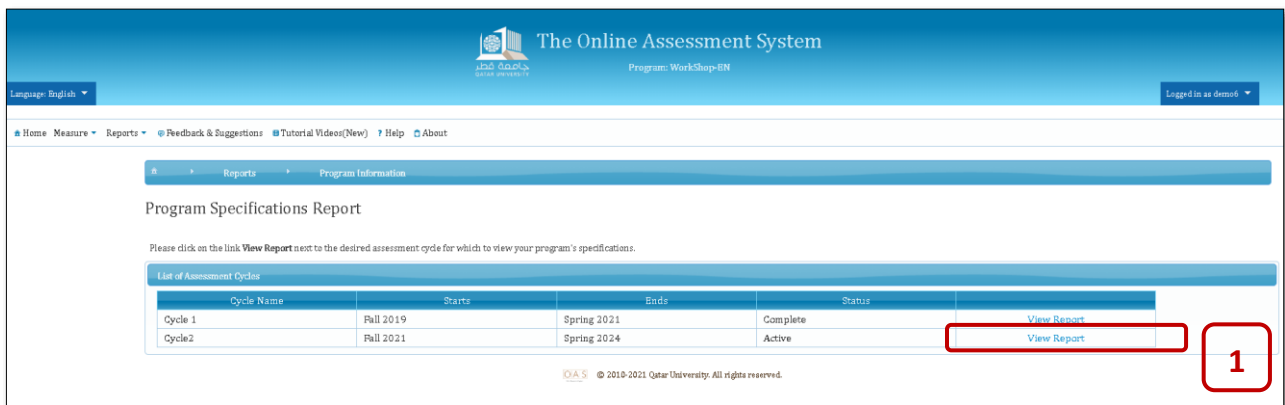 The Online Assessment System
جامعة قطر
QATAR UNIVERSITY
Program: WorkShop-EN
Language: English
Logged in as demo6
Home Measure Reports Feedback & Suggestions Tutorial Videos(New) ? Help About
Reports Program Information
Program Specifications Report
Please click on the link View Report next to the desired assessment cycle for which to view your program's specifications.
List of Assessment Cycles
Cycle Name Starts Ends Status
Cycle 1 Fall 2019 Spring 2021 Complete View Report
Cycle2 Fall 2021 Spring 2024 Active View Report
1
OAS © 2010-2021 Qatar University. All rights reserved.